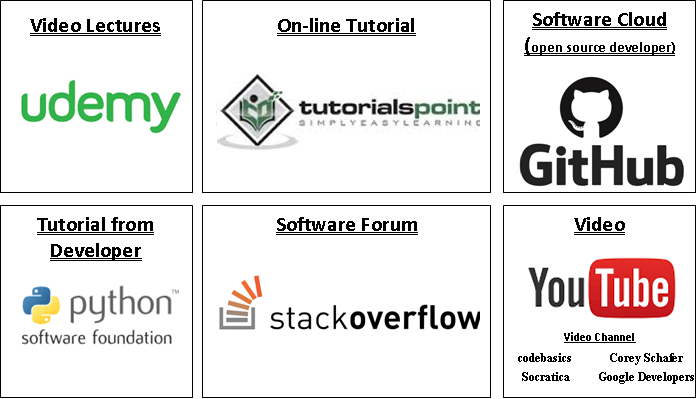 Video Lectures
udemy
On-line Tutorial
tutorialspoint
SIMPLYEASYLEARNING
Software Cloud
(open source developer)
GitHub
Tutorial from
Developer
python™
software foundation
Software Forum
stackoverflow
Video
YouTube
Video Channel
codebasics Corey Schafer
Socratica Google Developers